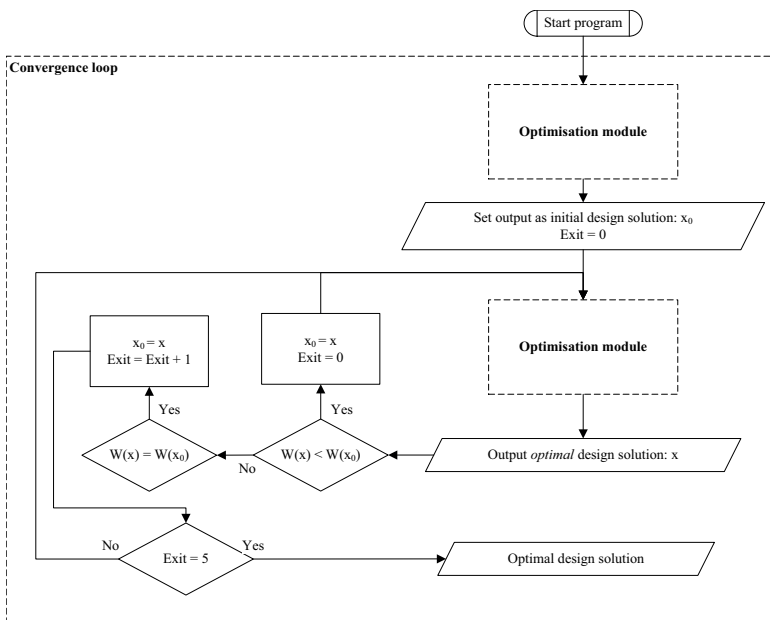 Start program
Convergence loop
Optimisation module
Set output as initial design solution: x₀
Exit = 0
x₀ = x
Exit = Exit + 1
x₀ = x
Exit = 0
Optimisation module
Yes
Yes
W(x) = W(x₀)
No
W(x) < W(x₀)
Output optimal design solution: x
No
Exit = 5
Yes
Optimal design solution